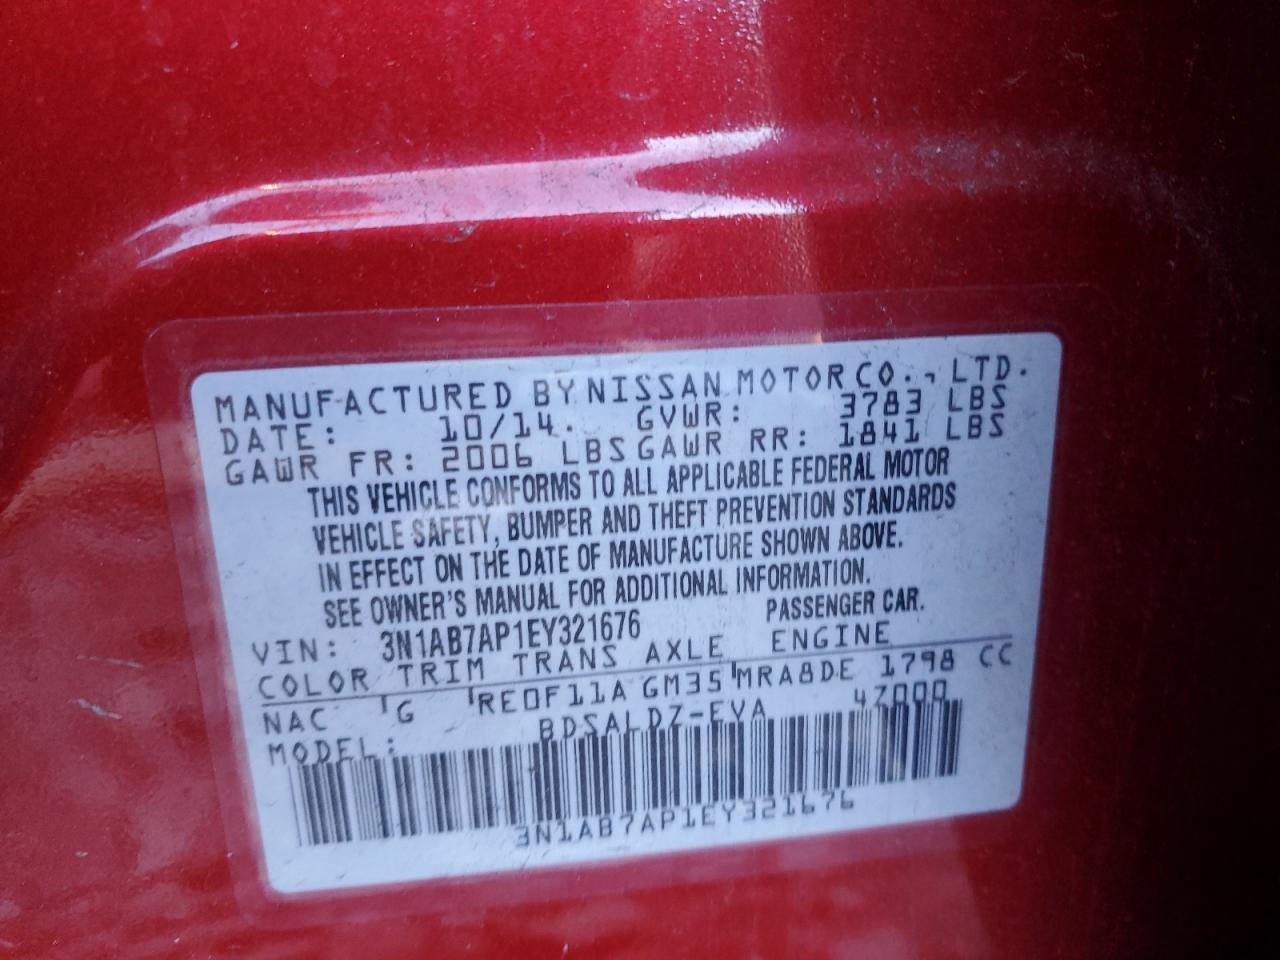 MANUFACTURED BY NISSAN MOTOR CO., LTD.
DATE: 10/14. GVWR: 3783 LBS
GAWR FR: 2006 LBS GAWR RR: 1841 LBS
THIS VEHICLE CONFORMS TO ALL APPLICABLE FEDERAL MOTOR
VEHICLE SAFETY, BUMPER AND THEFT PREVENTION STANDARDS
IN EFFECT ON THE DATE OF MANUFACTURE SHOWN ABOVE.
SEE OWNER'S MANUAL FOR ADDITIONAL INFORMATION.
VIN: 3N1AB7AP1EY321676 PASSENGER CAR.
COLOR TRIM TRANS AXLE ENGINE
NAC G RE0F11A GM35 MRA8DE 1798 CC
MODEL: BDSALDZ-EVA 4Z000
3N1AB7AP1EY321676